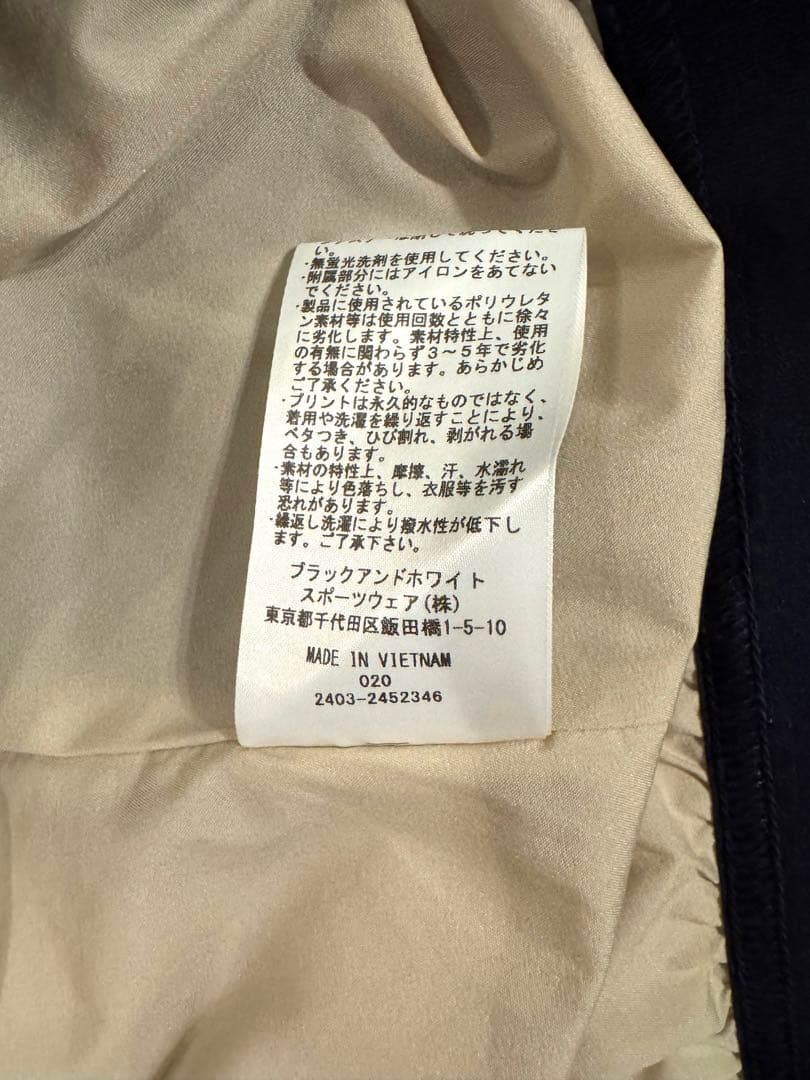 い。
・無蛍光洗剤を使用してください。
・附属部分にはアイロンをあてない
でください。
・製品に使用されているポリウレタ
ン素材等は使用回数とともに徐々
に劣化します。素材特性上、使用
の有無に関わらず3〜5年で劣化
する場合があります。あらかじめ
ご了承ください。
・プリントは永久的なものではなく、
着用や洗濯を繰り返すことにより、
ベタつき、ひび割れ、剥がれる場
合もあります。
・素材の特性上、摩擦、汗、水濡れ
等により色落ちし、衣服等を汚す
恐れがあります。
・繰返し洗濯により撥水性が低下し
ます。ご了承下さい。
ブラックアンドホワイト
スポーツウェア(株)
東京都千代田区飯田橋1-5-10
MADE IN VIETNAM
020
2403-2452346